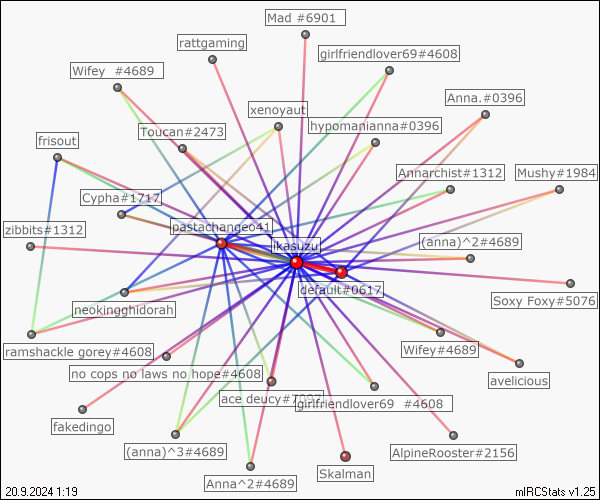 Mad #6901
rattgaming
girlfriendlover69#4608
Wifey  #4689
Anna.#0396
xenoyaut
Toucan#2473
hypomanianna#0396
frisout
Annarchist#1312
Mushy#1984
Cypha#1717
pastachange041
zibbits#1312
ikasuzu
(anna)^2#4689
default#0617
Soxy Foxy#5076
neokingghidorah
ramshackle gorey#4608
Wifey#4689
no cops no laws no hope#4608
avelicious
ace deucy#7097
girlfriendlover69  #4608
fakedingo
(anna)^3#4689
AlpineRooster#2156
Skalman
Anna^2#4689
20.9.2024 1:19
mIRCStats v1.25